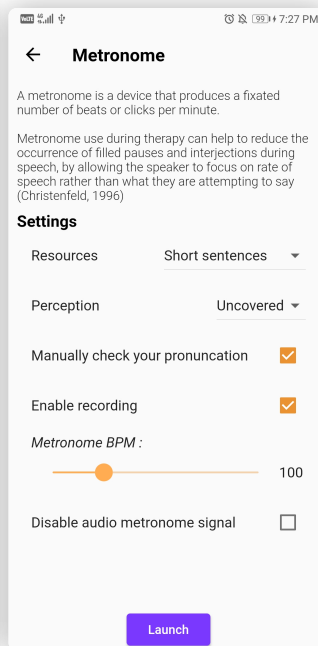 VoLTE 4G 99 7:27 PM
Metronome
A metronome is a device that produces a fixated
number of beats or clicks per minute.
Metronome use during therapy can help to reduce the
occurrence of filled pauses and interjections during
speech, by allowing the speaker to focus on rate of
speech rather than what they are attempting to say
(Christenfeld, 1996)
Settings
Resources Short sentences
Perception Uncovered
Manually check your pronuncation
Enable recording
Metronome BPM :
100
Disable audio metronome signal
Launch